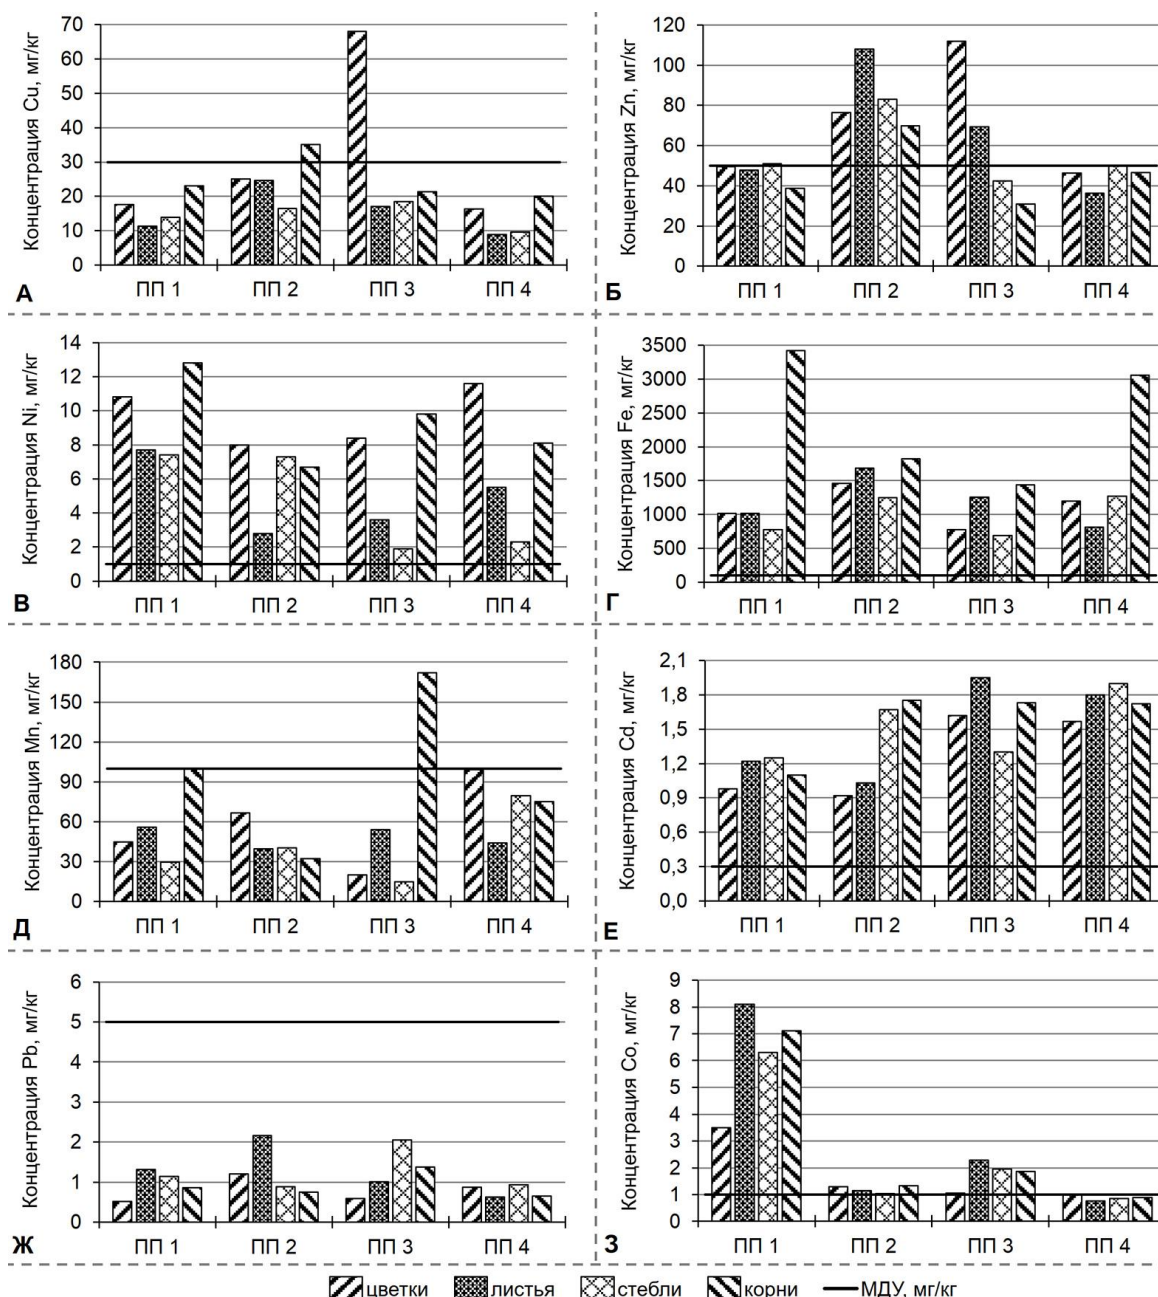 Концентрация Cu, мг/кг
70
60
50
40
30
20
10
0
ПП 1 ПП 2 ПП 3 ПП 4
А
Концентрация Zn, мг/кг
120
100
80
60
40
20
0
ПП 1 ПП 2 ПП 3 ПП 4
Б
Концентрация Ni, мг/кг
14
12
10
8
6
4
2
0
ПП 1 ПП 2 ПП 3 ПП 4
В
Концентрация Fe, мг/кг
3500
3000
2500
2000
1500
1000
500
0
ПП 1 ПП 2 ПП 3 ПП 4
Г
Концентрация Mn, мг/кг
180
150
120
90
60
30
0
ПП 1 ПП 2 ПП 3 ПП 4
Д
Концентрация Cd, мг/кг
2,1
1,8
1,5
1,2
0,9
0,6
0,3
0,0
ПП 1 ПП 2 ПП 3 ПП 4
Е
Концентрация Pb, мг/кг
6
5
4
3
2
1
0
ПП 1 ПП 2 ПП 3 ПП 4
Ж
Концентрация Co, мг/кг
9
8
7
6
5
4
3
2
1
0
ПП 1 ПП 2 ПП 3 ПП 4
З
цветки листья стебли корни МДУ, мг/кг